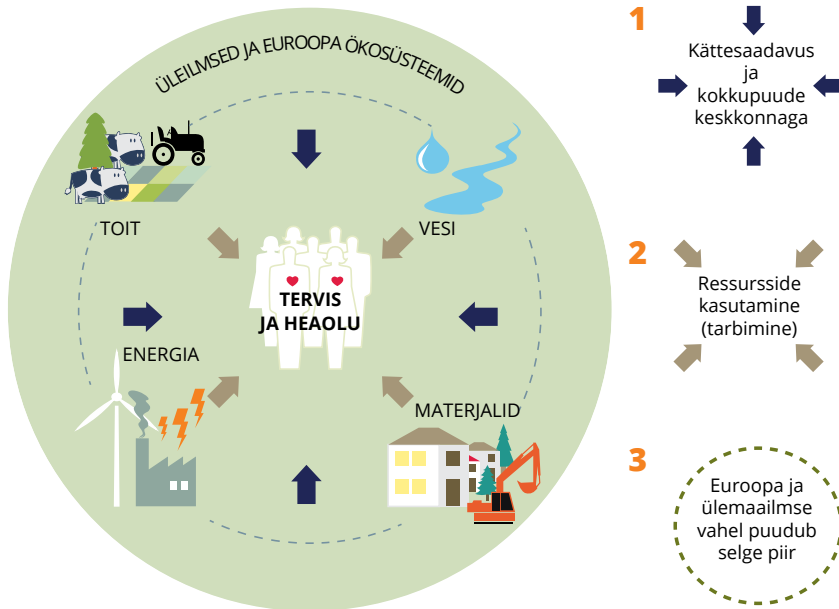 ÜLEILMSED JA EUROOPA ÖKOSÜSTEEMID
TOIT
VESI
TERVIS
JA HEAOLU
ENERGIA
MATERJALID
1
Kättesaadavus
ja
kokkupuude
keskkonnaga
2
Ressursside
kasutamine
(tarbimine)
3
Euroopa ja
ülemaailmse
vahel puudub
selge piir